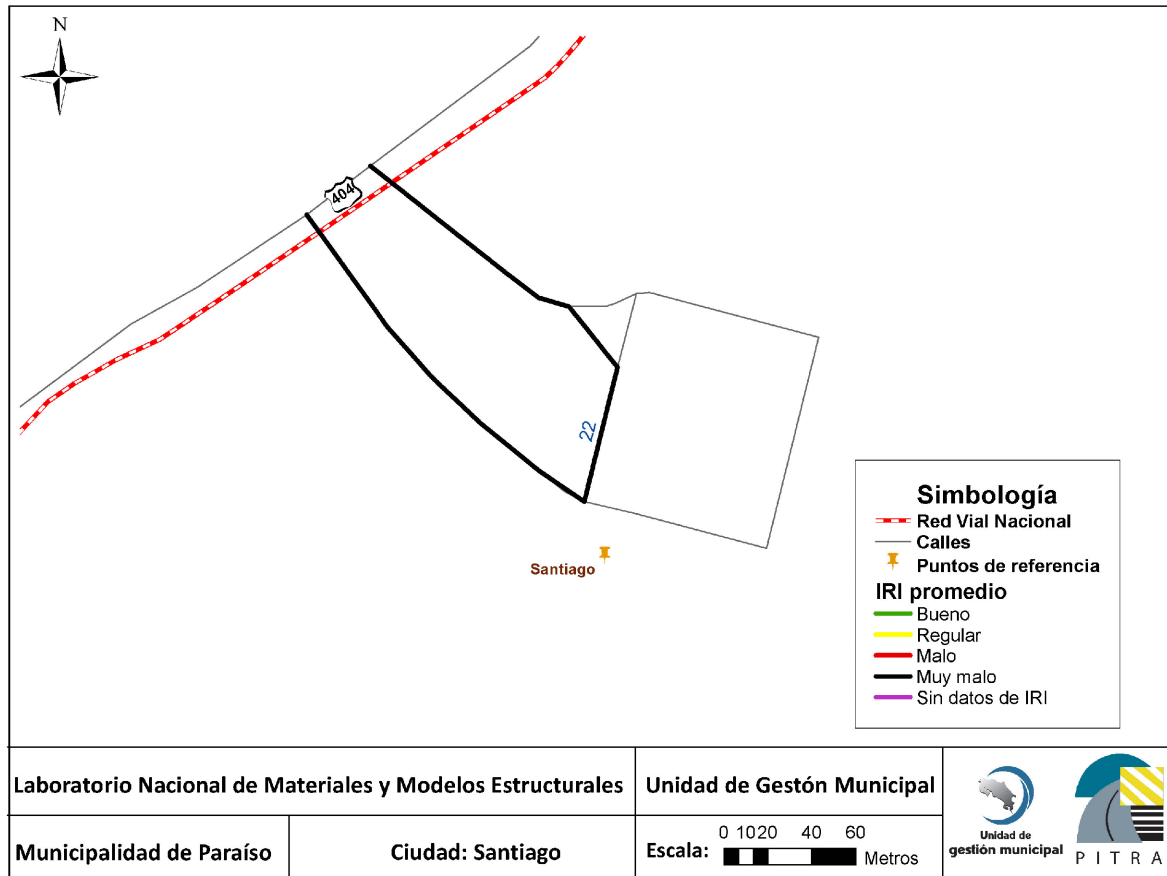 N
404
22
Santiago
Simbología
Red Vial Nacional
Calles
Puntos de referencia
IRI promedio
Bueno
Regular
Malo
Muy malo
Sin datos de IRI
Laboratorio Nacional de Materiales y Modelos Estructurales
Unidad de Gestión Municipal
Municipalidad de Paraíso
Ciudad: Santiago
Escala:
0 10 20 40 60
Metros
Unidad de
gestión municipal
PITRA